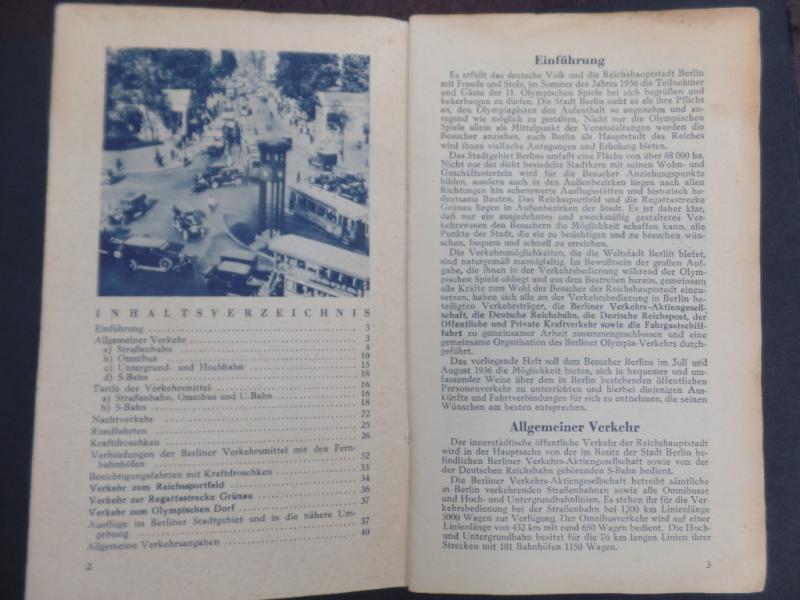 INHALTSVERZEICHNIS
Einführung 3
Allgemeiner Verkehr 3
a) Straßenbahn 4
b) Omnibus 10
c) Untergrund- und Hochbahn 15
d) S-Bahn 18
Tarife der Verkehrsmittel 16
a) Straßenbahn, Omnibus und U-Bahn 16
b) S-Bahn 18
Nachtverkehr 22
Rundfahrten 25
Kraftdroschken 26
Verbindungen der Berliner Verkehrsmittel mit den Fern-
bahnhöfen 32
Besichtigungsfahrten mit Kraftdroschken 33
Verkehr zum Reichssportfeld 34
Verkehr zur Regattastrecke Grünau 36
Verkehr zum Olympischen Dorf 37
Ausflüge im Berliner Stadtgebiet und in die nähere Um-
gebung 37
Allgemeine Verkehrsangaben 40
2
Einführung
Es erfüllt das deutsche Volk und die Reichshauptstadt Berlin
mit Freude und Stolz, im Sommer des Jahres 1936 die Teilnehmer
und Gäste der 11. Olympischen Spiele bei sich begrüßen und
beherbergen zu dürfen. Die Stadt Berlin sieht es als ihre Pflicht
an, den Olympiagästen den Aufenthalt so angenehm und an-
regend wie möglich zu gestalten. Nicht nur die Olympischen
Spiele allein als Mittelpunkt der Veranstaltungen werden die
Besucher anziehen, auch Berlin als Hauptstadt des Reiches
wird ihnen vielfache Anregungen und Erholung bieten.
Das Stadtgebiet Berlins umfaßt eine Fläche von über 88 000 ha.
Nicht nur der dicht besiedelte Stadtkern mit seinen Wohn- und
Geschäftsvierteln wird für die Besucher Anziehungspunkte
bilden, sondern auch in den Außenbezirken liegen nach allen
Richtungen hin sehenswerte Ausflugsstätten und historisch be-
deutsame Bauten. Das Reichssportfeld und die Regattastrecke
Grünau liegen in Außenbezirken der Stadt. Es ist daher klar,
daß nur ein ausgedehntes und zweckmäßig gestaltetes Ver-
kehrswesen den Besuchern die Möglichkeit schaffen kann, alle
Punkte der Stadt, die sie zu besichtigen und zu besuchen wün-
schen, bequem und schnell zu erreichen.
Die Verkehrsmöglichkeiten, die die Weltstadt Berlin bietet,
sind naturgemäß mannigfaltig. Im Bewußtsein der großen Auf-
gabe, die ihnen in der Verkehrsbedienung während der Olym-
pischen Spiele obliegt und aus dem Bestreben heraus, gemeinsam
alle Kräfte zum Wohl der Besucher der Reichshauptstadt einzu-
setzen, haben sich alle an der Verkehrsbedienung in Berlin be-
teiligten Verkehrsträger, die Berliner Verkehrs-Aktiengesell-
schaft, die Deutsche Reichsbahn, die Deutsche Reichspost, der
Öffentliche und Private Kraftverkehr sowie die Fahrgastschiff-
fahrt zu gemeinsamer Arbeit zusammengeschlossen und eine
gemeinsame Organisation des Berliner Olympia-Verkehrs durch-
geführt.
Das vorliegende Heft soll dem Besucher Berlins im Juli und
August 1936 die Möglichkeit bieten, sich in bequemer und um-
fassender Weise über den in Berlin bestehenden öffentlichen
Personenverkehr zu unterrichten und hierbei diejenigen Aus-
künfte und Fahrtverbindungen für sich zu entnehmen, die seinen
Wünschen am besten entsprechen.
Allgemeiner Verkehr
Der innerstädtische öffentliche Verkehr der Reichshauptstadt
wird in der Hauptsache von der im Besitz der Stadt Berlin be-
findlichen Berliner Verkehrs-Aktiengesellschaft sowie von der
der Deutschen Reichsbahn gehörenden S-Bahn bedient.
Die Berliner Verkehrs-Aktiengesellschaft betreibt sämtliche
in Berlin verkehrenden Straßenbahnen sowie alle Omnibusse
und Hoch- und Untergrundbahnlinien. Es stehen ihr für die Ver-
kehrsbedienung bei der Straßenbahn bei 1300 km Linienlänge
3000 Wagen zur Verfügung. Der Omnibusverkehr wird auf einer
Linienlänge von 452 km mit rund 650 Wagen bedient. Die Hoch-
und Untergrundbahn besitzt für die 76 km langen Linien ihrer
Strecken mit 101 Bahnhöfen 1150 Wagen.
3